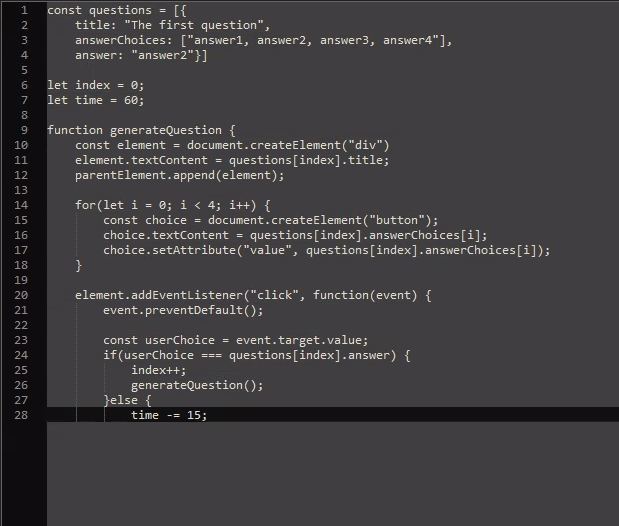 1 const questions = [{
2     title: "The first question",
3     answerChoices: ["answer1, answer2, answer3, answer4"],
4     answer: "answer2"}]
5
6 let index = 0;
7 let time = 60;
8
9 function generateQuestion {
10     const element = document.createElement("div")
11     element.textContent = questions[index].title;
12     parentElement.append(element);
13
14     for(let i = 0; i < 4; i++) {
15         const choice = document.createElement("button");
16         choice.textContent = questions[index].answerChoices[i];
17         choice.setAttribute("value", questions[index].answerChoices[i]);
18     }
19
20     element.addEventListener("click", function(event) {
21         event.preventDefault();
22
23         const userChoice = event.target.value;
24         if(userChoice === questions[index].answer) {
25             index++;
26             generateQuestion();
27         }else {
28             time -= 15;